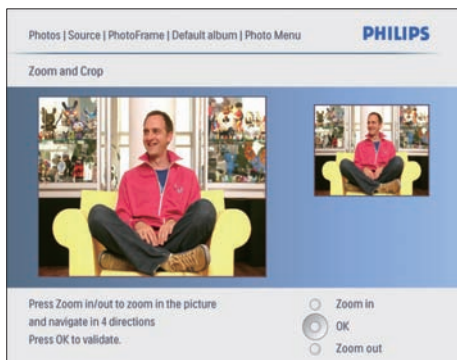 Photos | Source | PhotoFrame | Default album | Photo Menu
PHILIPS
Zoom and Crop
Press Zoom in/out to zoom in the picture
and navigate in 4 directions
Press OK to validate.
Zoom in
OK
Zoom out